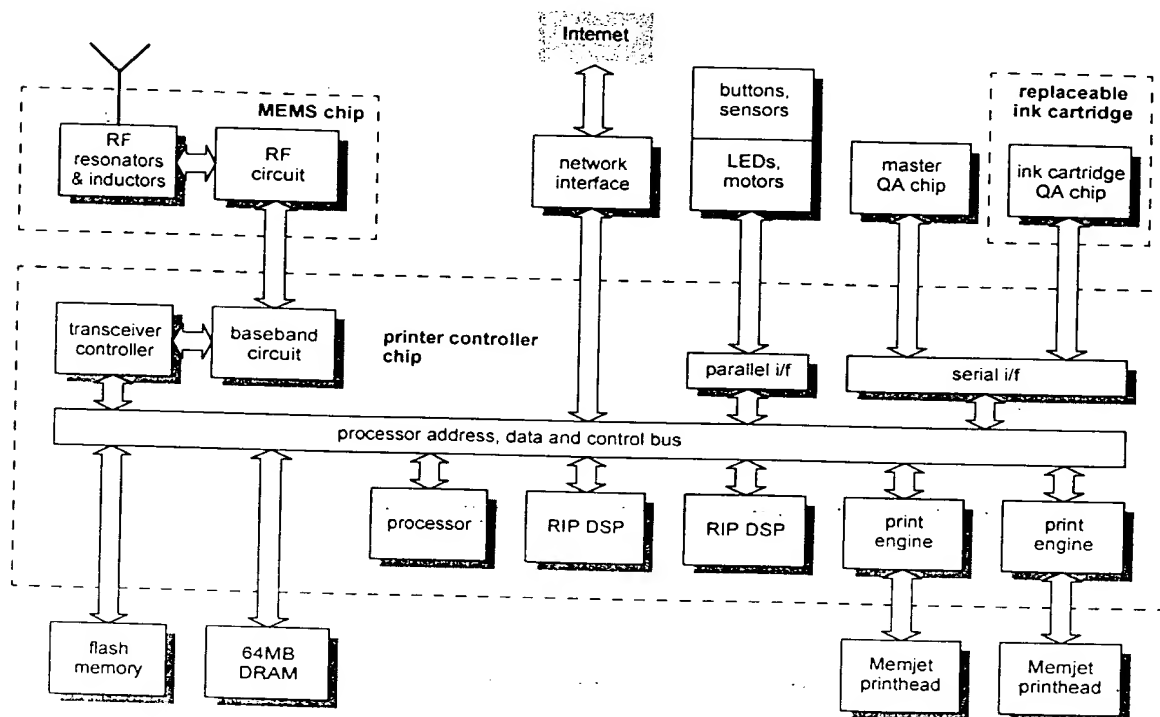 Internet
MEMS chip
RF
resonators
& inductors
RF
circuit
network
interface
buttons,
sensors
LEDs,
motors
master
QA chip
replaceable
ink cartridge
ink cartridge
QA chip
transceiver
controller
baseband
circuit
printer controller
chip
parallel i/f
serial i/f
processor address, data and control bus
processor
RIP DSP
RIP DSP
print
engine
print
engine
flash
memory
64MB
DRAM
Memjet
printhead
Memjet
printhead